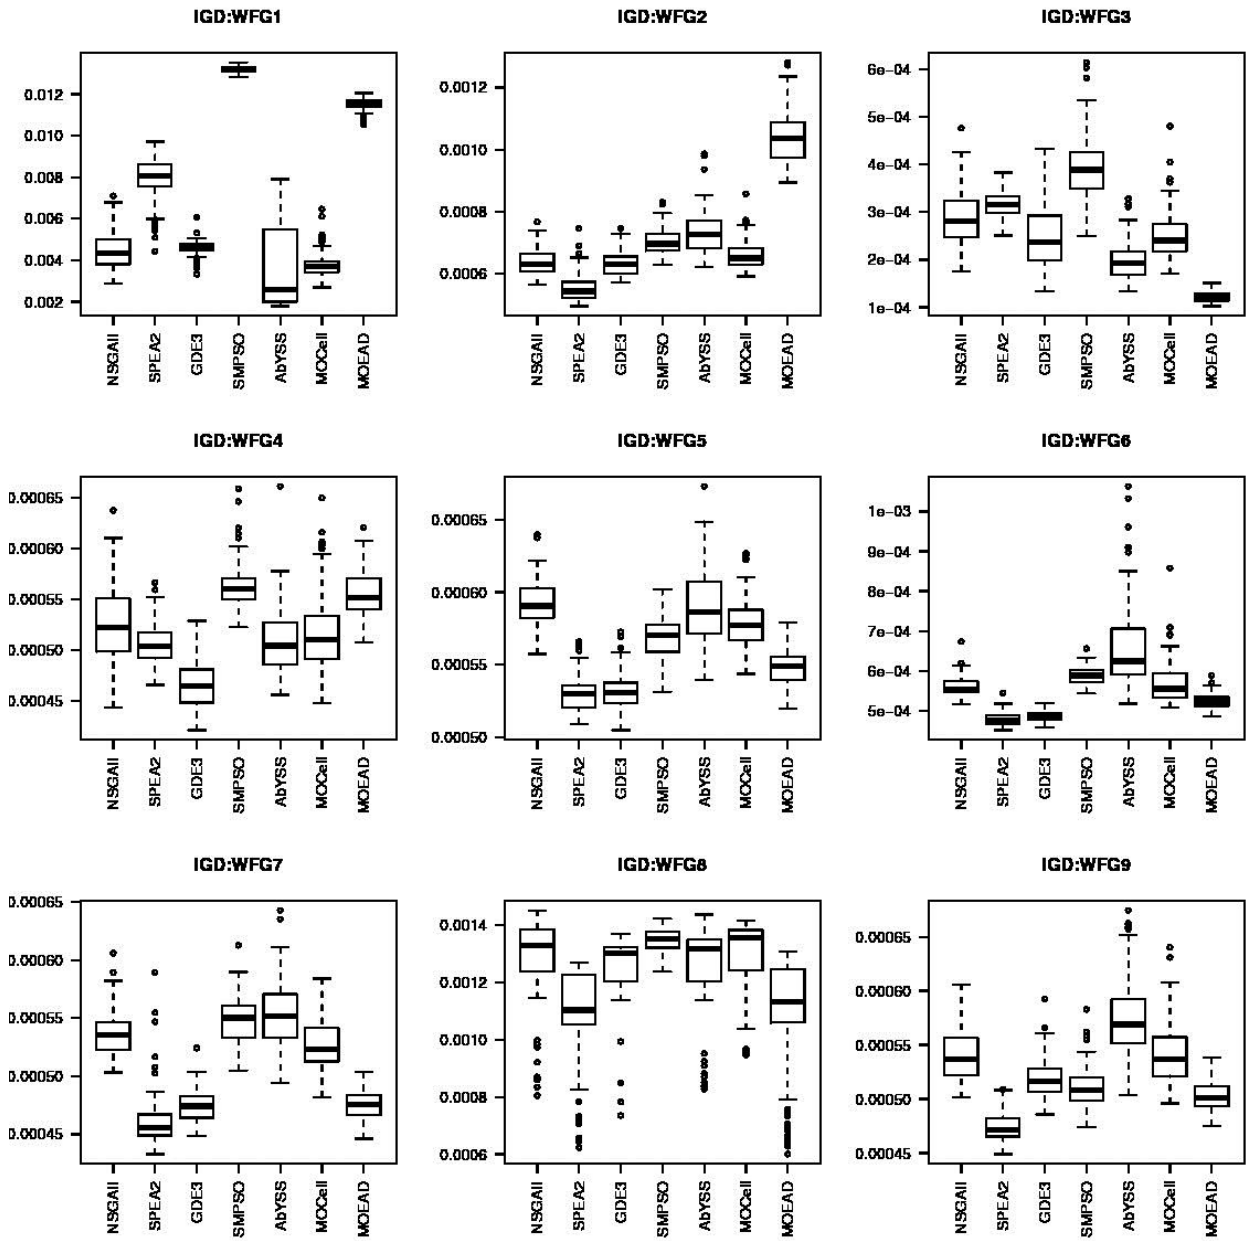 IGD:WFG1
IGD:WFG2
IGD:WFG3
0.012
0.010
0.008
0.006
0.004
0.002
NSGAII
SPEA2
GDE3
SMPSO
AbYSS
MOCell
MOEAD
0.0012
0.0010
0.0008
0.0006
NSGAII
SPEA2
GDE3
SMPSO
AbYSS
MOCell
MOEAD
6e-04
5e-04
4e-04
3e-04
2e-04
1e-04
NSGAII
SPEA2
GDE3
SMPSO
AbYSS
MOCell
MOEAD
IGD:WFG4
IGD:WFG5
IGD:WFG6
0.00065
0.00060
0.00055
0.00050
0.00045
NSGAII
SPEA2
GDE3
SMPSO
AbYSS
MOCell
MOEAD
0.00065
0.00060
0.00055
0.00050
NSGAII
SPEA2
GDE3
SMPSO
AbYSS
MOCell
MOEAD
1e-03
9e-04
8e-04
7e-04
6e-04
5e-04
NSGAII
SPEA2
GDE3
SMPSO
AbYSS
MOCell
MOEAD
IGD:WFG7
IGD:WFG8
IGD:WFG9
0.00065
0.00060
0.00055
0.00050
0.00045
NSGAII
SPEA2
GDE3
SMPSO
AbYSS
MOCell
MOEAD
0.0014
0.0012
0.0010
0.0008
0.0006
NSGAII
SPEA2
GDE3
SMPSO
AbYSS
MOCell
MOEAD
0.00065
0.00060
0.00055
0.00050
0.00045
NSGAII
SPEA2
GDE3
SMPSO
AbYSS
MOCell
MOEAD